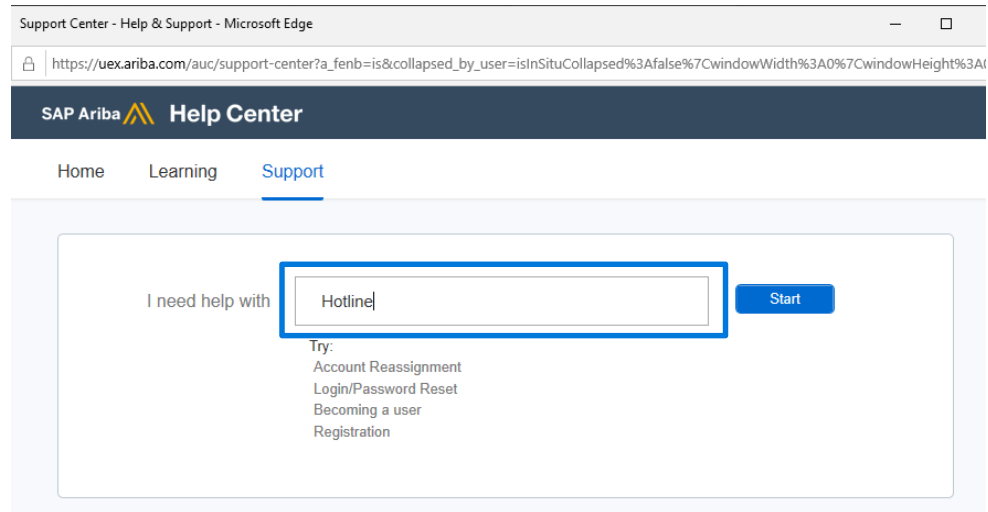 Support Center - Help & Support - Microsoft Edge
https://uex.ariba.com/auc/support-center?a_fenb=is&collapsed_by_user=isInSituCollapsed%3Afalse%7CwindowWidth%3A0%7CwindowHeight%3A0
SAP Ariba Help Center
Home Learning Support
I need help with Hotline Start
Try:
Account Reassignment
Login/Password Reset
Becoming a user
Registration